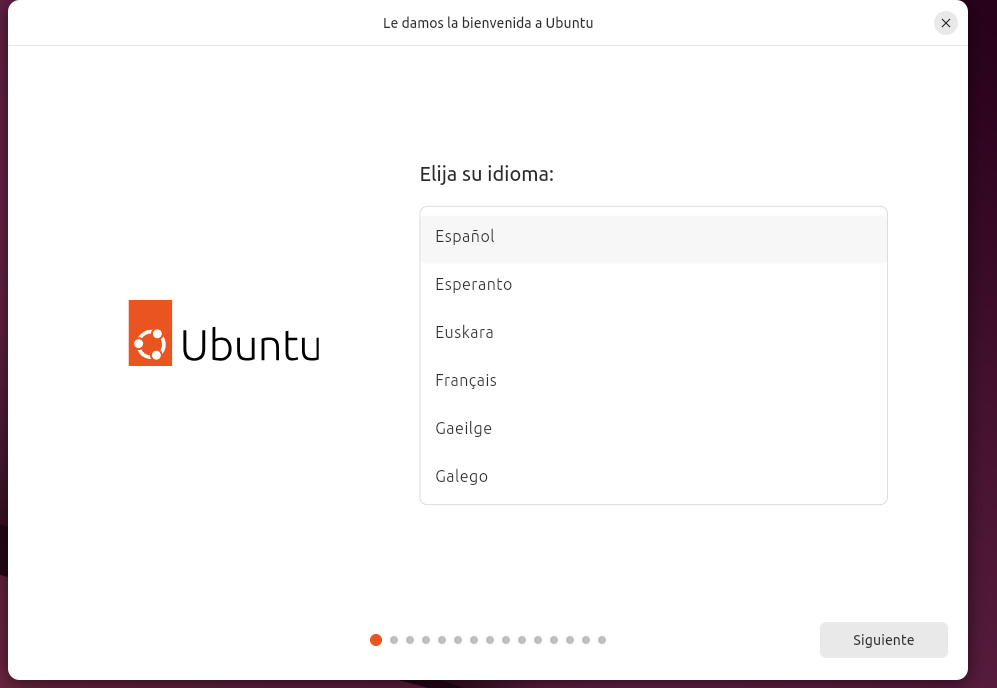 Le damos la bienvenida a Ubuntu
Elija su idioma:
Español
Esperanto
Euskara
Français
Gaeilge
Galego
Ubuntu
Siguiente